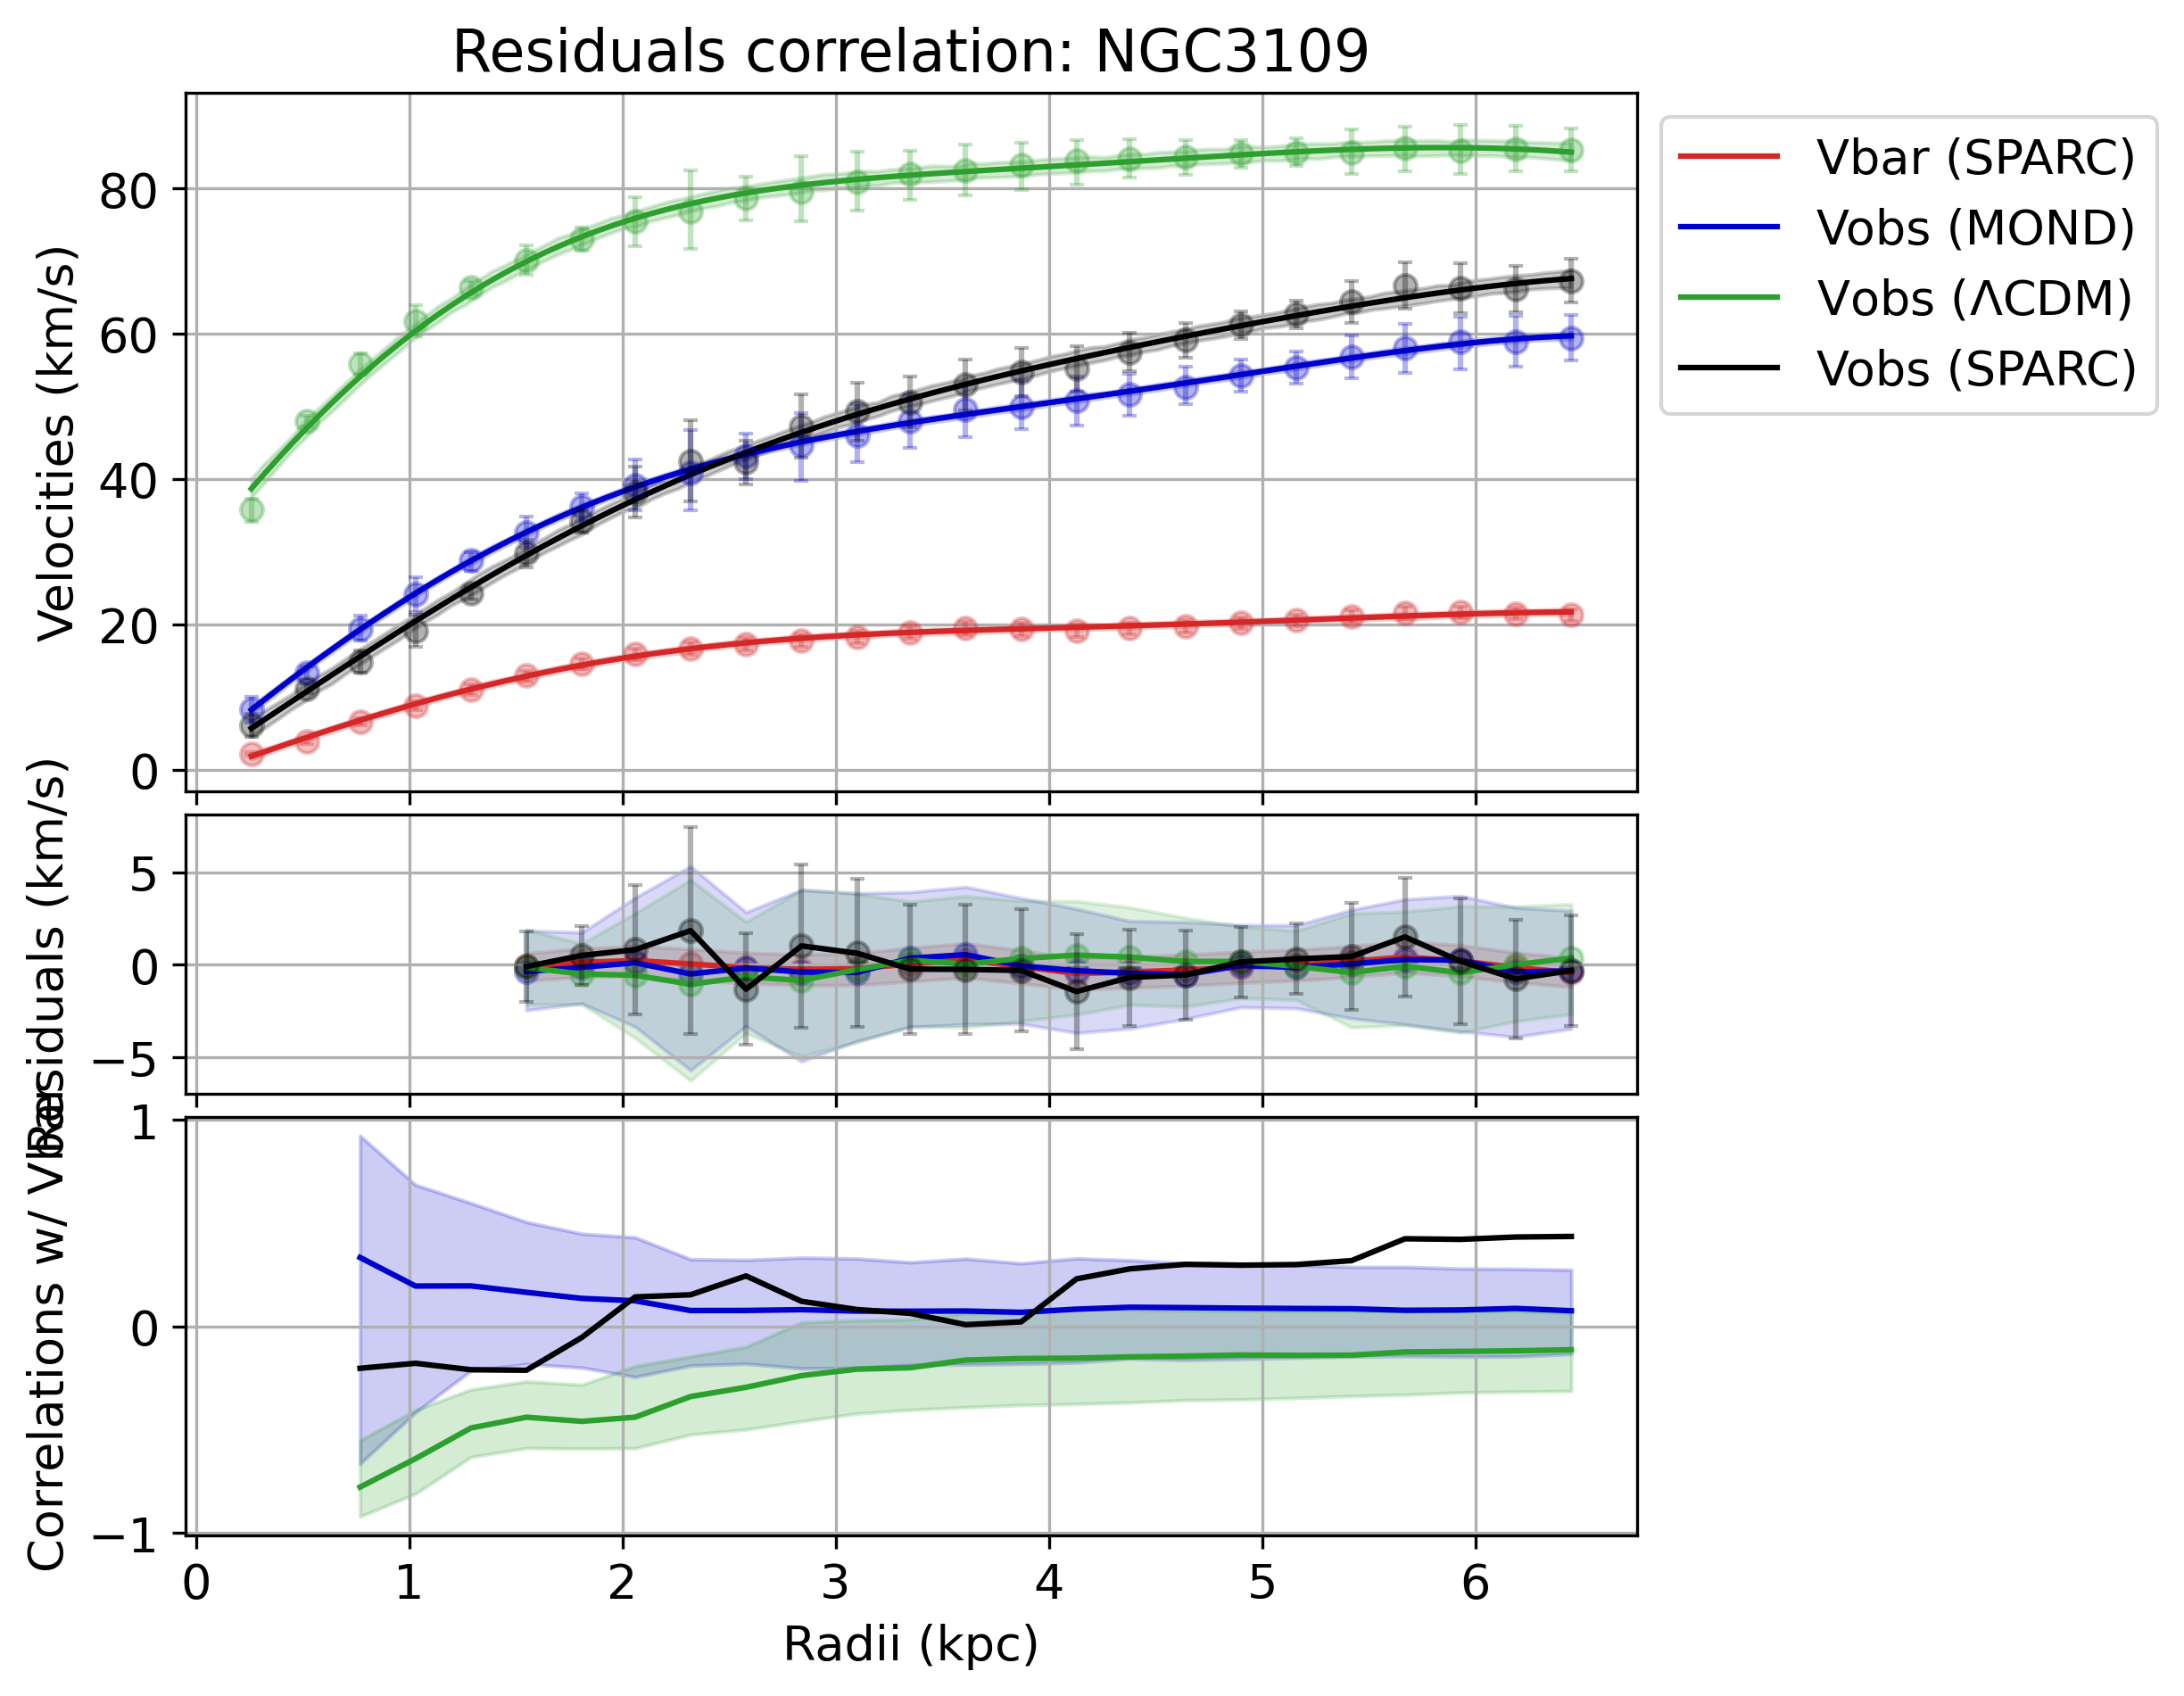 Residuals correlation: NGC3109
Velocities (km/s)
80
60
40
20
0
Vbar (SPARC)
Vobs (MOND)
Vobs (ΛCDM)
Vobs (SPARC)
Residuals (km/s)
5
0
−5
Correlations w/ Vbar
1
0
−1
0 1 2 3 4 5 6
Radii (kpc)